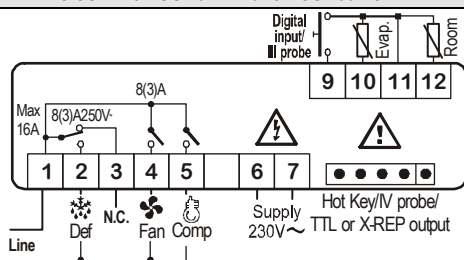 Digital
input/
III probe
Evap.
Room
9 10 11 12
8(3)A
Max
16A
8(3)A250V~
1 2 3 4 5 6 7
Def
N.C.
Fan
Comp
Supply
230V~
Hot Key/IV probe/
TTL or X-REP output
Line